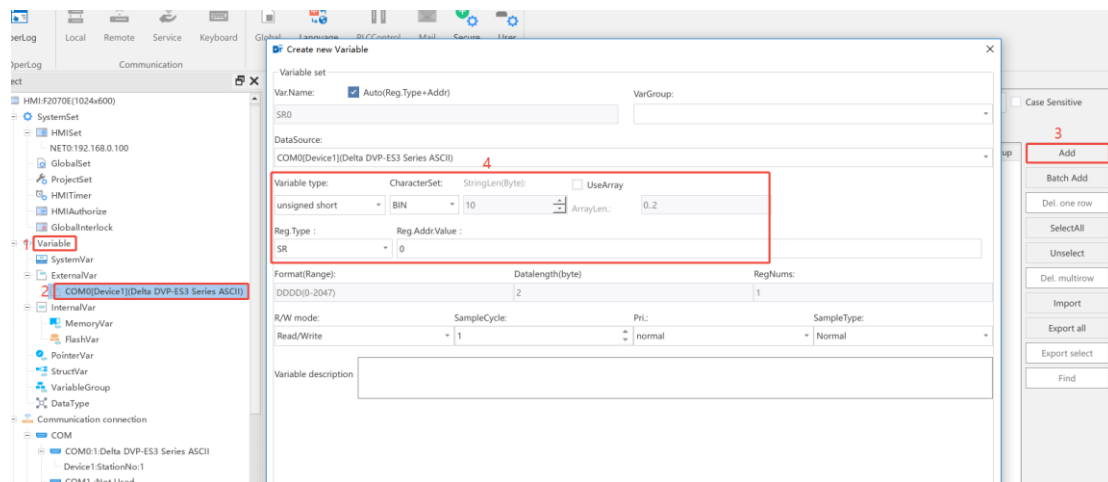 Local Remote Service Keyboard Language PLCControl Mail Secure User
Communication
Create new Variable
HMI:F2070E(1024x600)
SystemSet
HMISet
NET0:192.168.0.100
GlobalSet
ProjectSet
HMITimer
HMIAuthorize
GlobalInterlock
1 Variable
SystemVar
ExternalVar
2 COM0[Device1](Delta DVP-ES3 Series ASCII)
InternalVar
MemoryVar
FlashVar
PointerVar
StructVar
VariableGroup
DataType
Communication connection
COM
COM0:1:Delta DVP-ES3 Series ASCII
Device1:StationNo:1
COM1 :Not Used
Variable set
Var.Name: Auto(Reg.Type+Addr) VarGroup:
SR0
DataSource:
COM0[Device1](Delta DVP-ES3 Series ASCII)
4
Variable type: CharacterSet: StringLen(Byte): UseArray
unsigned short BIN 10 ArrayLen.: 0..2
Reg.Type : Reg.Addr.Value :
SR 0
Format(Range): Datalength(byte) RegNums:
DDDD(0-2047) 2 1
R/W mode: SampleCycle: Pri.: SampleType:
Read/Write 1 normal Normal
Variable description
Case Sensitive
3
Add
Batch Add
Del. one row
SelectAll
Unselect
Del. multirow
Import
Export all
Export select
Find